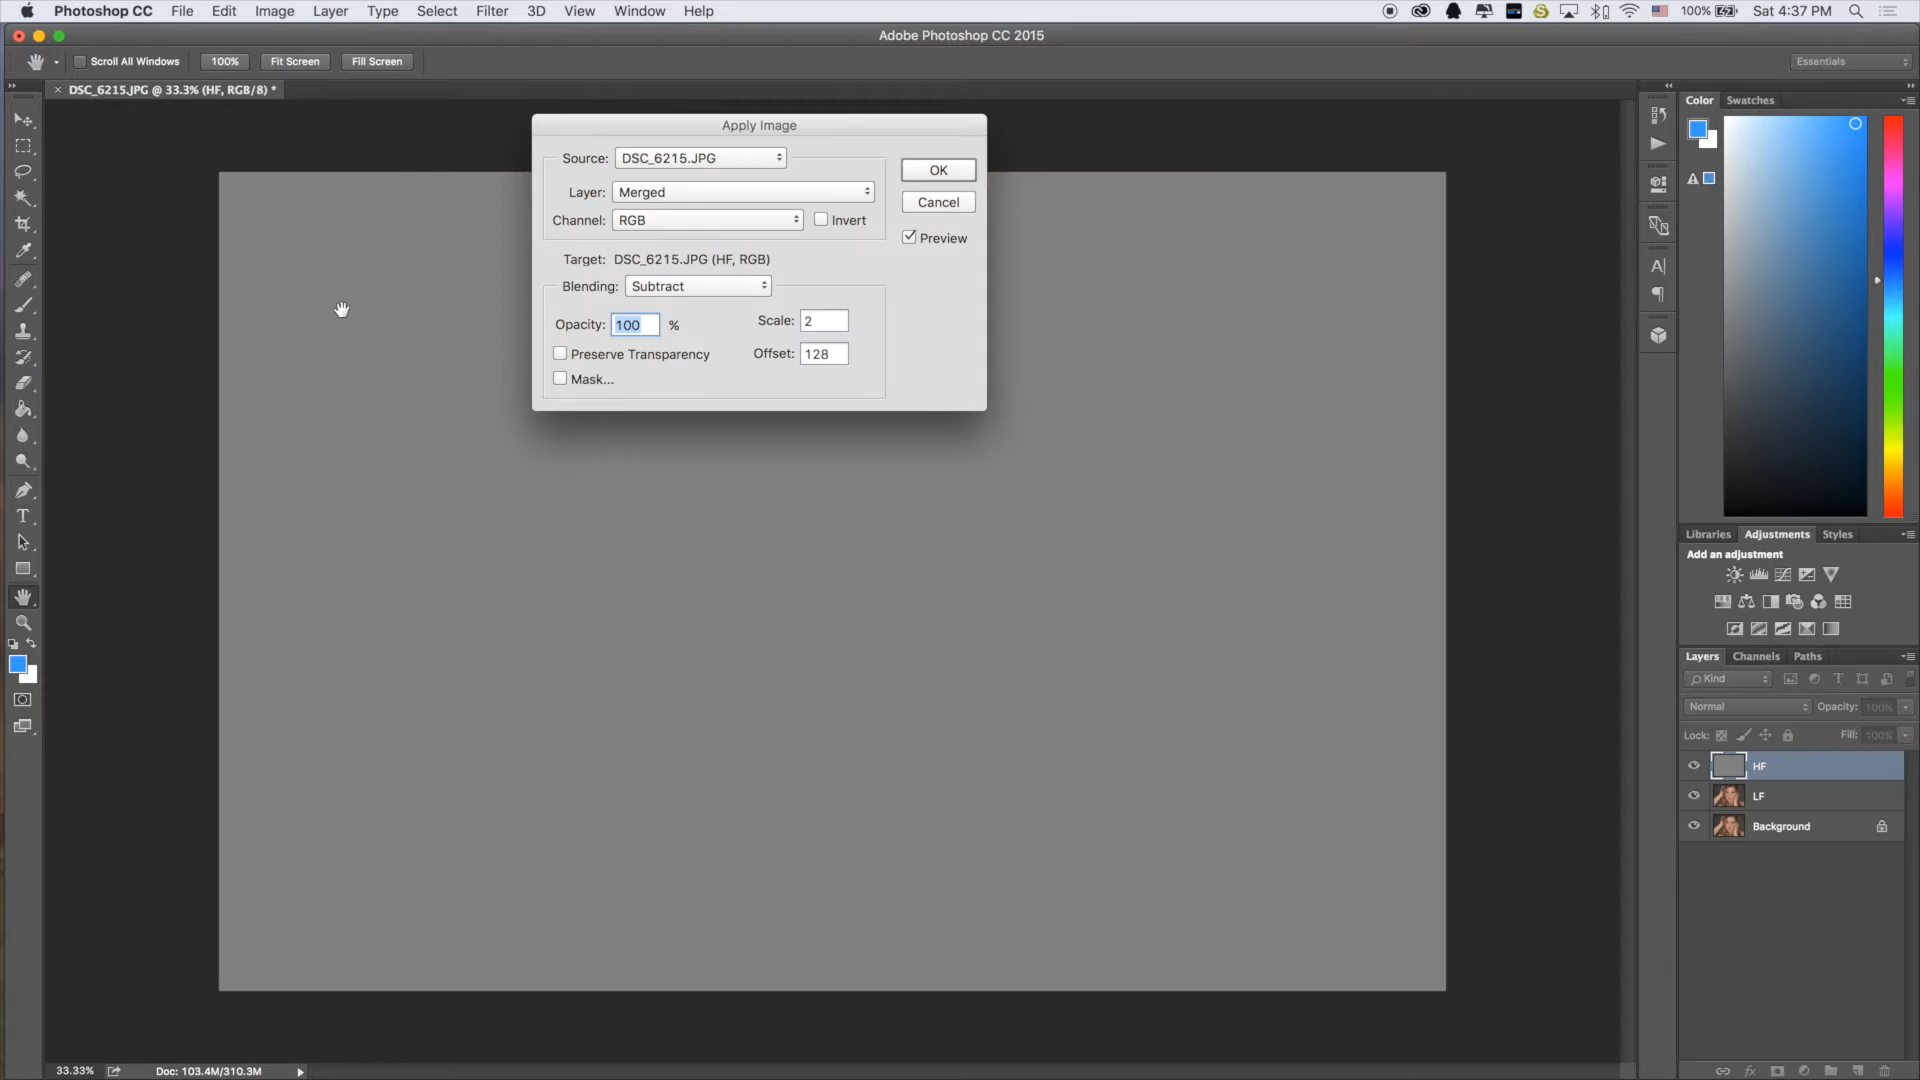 Photoshop CC File Edit Image Layer Type Select Filter 3D View Window Help 100% Sat 4:37 PM
Adobe Photoshop CC 2015
Scroll All Windows 100% Fit Screen Fill Screen Essentials
× DSC_6215.JPG @ 33.3% (HF, RGB/8) *
Color Swatches
Apply Image
Source: DSC_6215.JPG
OK
Layer: Merged
Cancel
Channel: RGB Invert
Preview
Target: DSC_6215.JPG (HF, RGB)
Blending: Subtract
Opacity: 100 % Scale: 2
Preserve Transparency Offset: 128
Mask...
Libraries Adjustments Styles
Add an adjustment
Layers Channels Paths
Kind
Normal Opacity: 100%
Lock: Fill: 100%
HF
LF
Background
33.33% Doc: 103.4M/310.3M